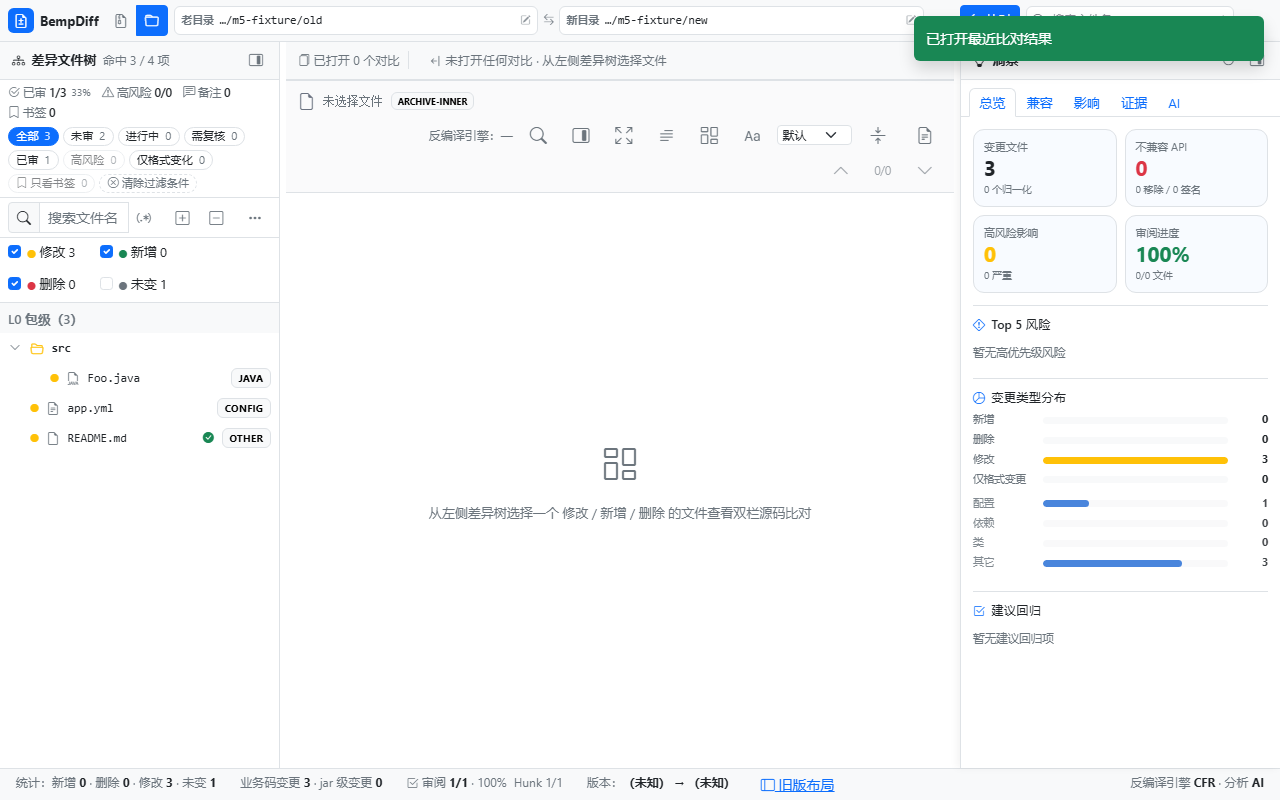 BempDiff
老目录 …/m5-fixture/old
新目录 …/m5-fixture/new
已打开最近比对结果
差异文件树 命中 3 / 4 项
已审 1/3 33% 高风险 0/0 备注 0
书签 0
全部 3 未审 2 进行中 0 需复核 0
已审 1 高风险 0 仅格式变化 0
只看书签 0 清除过滤条件
搜索文件名 (.*)
修改 3 新增 0
删除 0 未变 1
L0 包级（3）
src
Foo.java JAVA
app.yml CONFIG
README.md OTHER
已打开 0 个对比 未打开任何对比 · 从左侧差异树选择文件
未选择文件 ARCHIVE-INNER
反编译引擎: — Aa 默认
0/0
从左侧差异树选择一个 修改 / 新增 / 删除 的文件查看双栏源码比对
总览 兼容 影响 证据 AI
变更文件
3
0 个归一化
不兼容 API
0
0 移除 / 0 签名
高风险影响
0
0 严重
审阅进度
100%
0/0 文件
Top 5 风险
暂无高优先级风险
变更类型分布
新增 0
删除 0
修改 3
仅格式变更 0
配置 1
依赖 0
类 0
其它 3
建议回归
暂无建议回归项
统计: 新增 0 · 删除 0 · 修改 3 · 未变 1 业务码变更 3 · jar 级变更 0 审阅 1/1 · 100% Hunk 1/1 版本: (未知) → (未知) 旧版布局 反编译引擎 CFR · 分析 AI